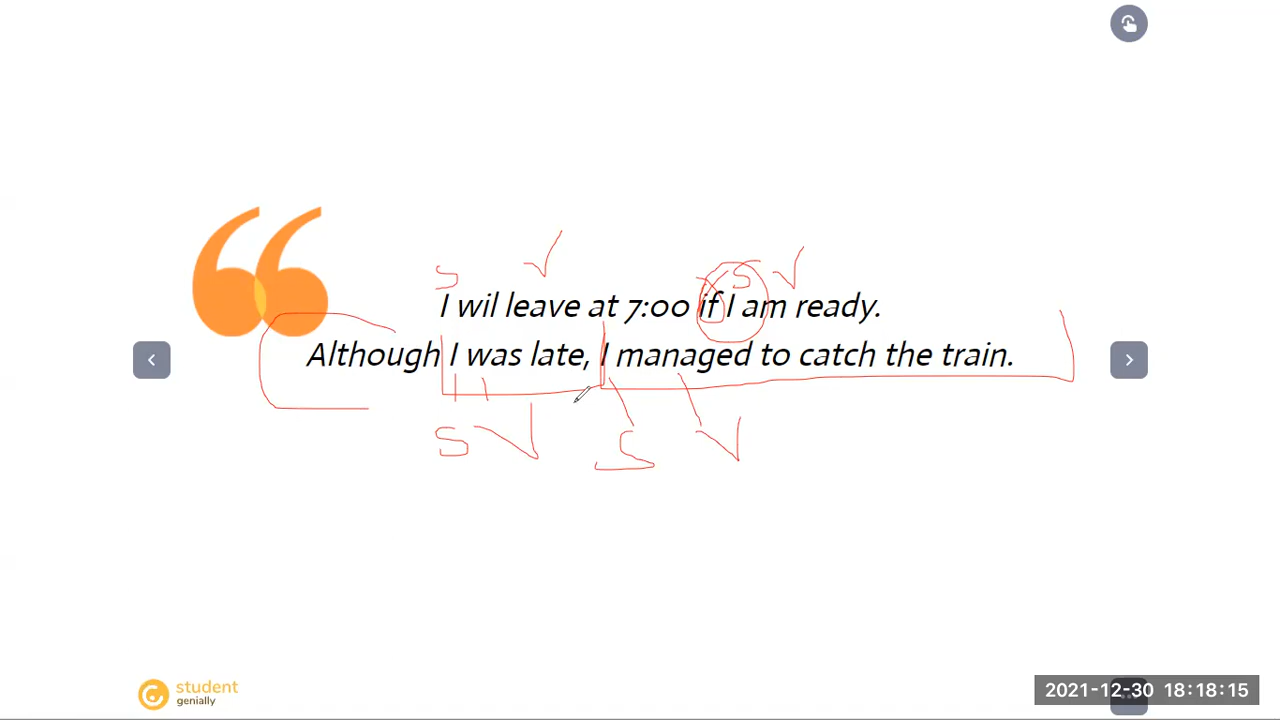 S V S V
I wil leave at 7:00 if I am ready.
Although I was late, I managed to catch the train.
S V S V
student
genially
2021-12-30 18:18:15